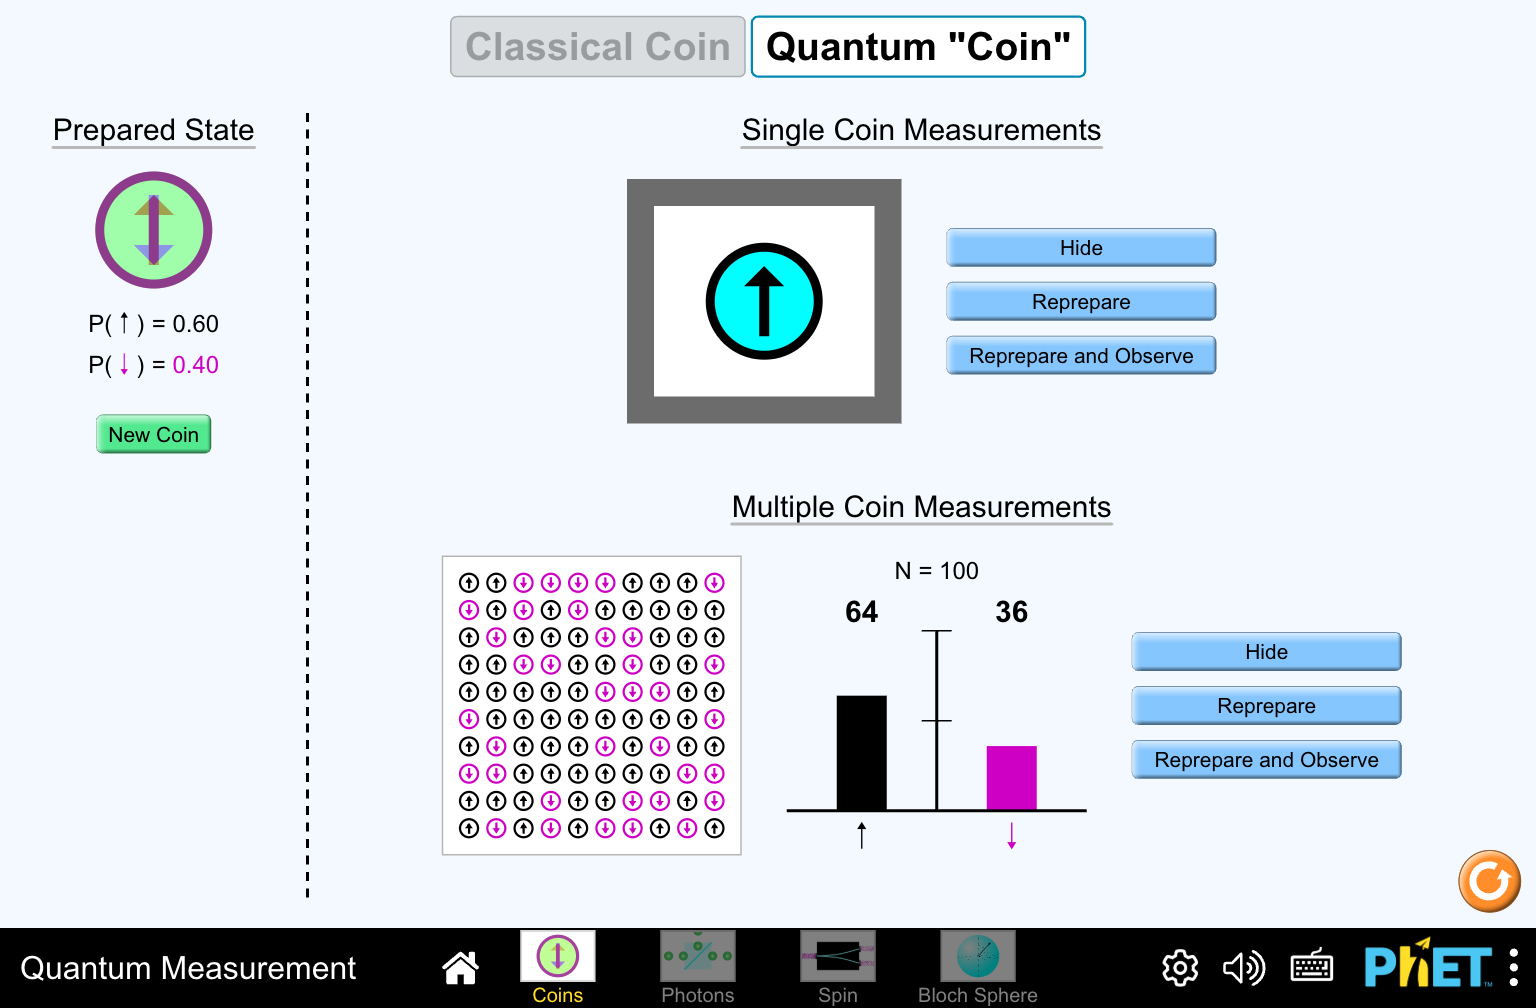 Classical Coin
Quantum "Coin"
Prepared State
P( ↑ ) = 0.60
P( ↓ ) = 0.40
New Coin
Single Coin Measurements
Hide
Reprepare
Reprepare and Observe
Multiple Coin Measurements
N = 100
64
36
Hide
Reprepare
Reprepare and Observe
Quantum Measurement
Coins
Photons
Spin
Bloch Sphere
PhET™